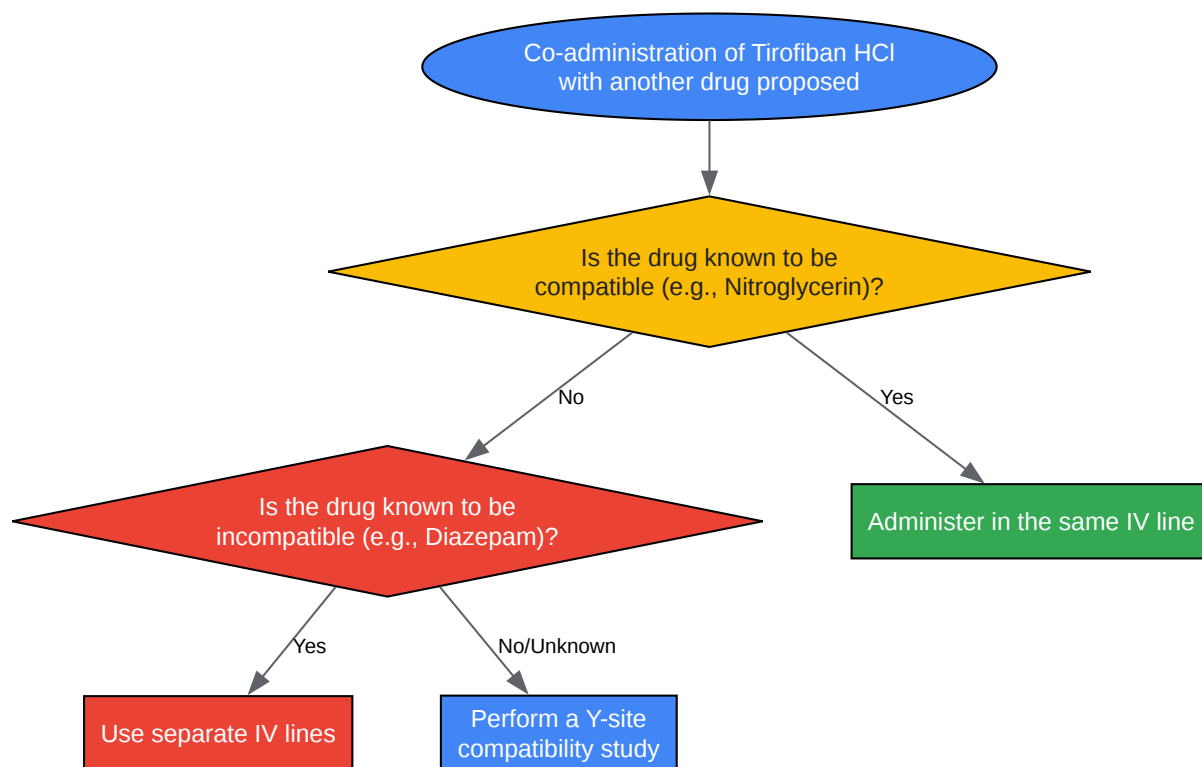 Co-administration of Tirofiban HCl
with another drug proposed
Is the drug known to be
compatible (e.g., Nitroglycerin)?
No
Yes
Is the drug known to be
incompatible (e.g., Diazepam)?
Administer in the same IV line
Yes
No/Unknown
Use separate IV lines
Perform a Y-site
compatibility study